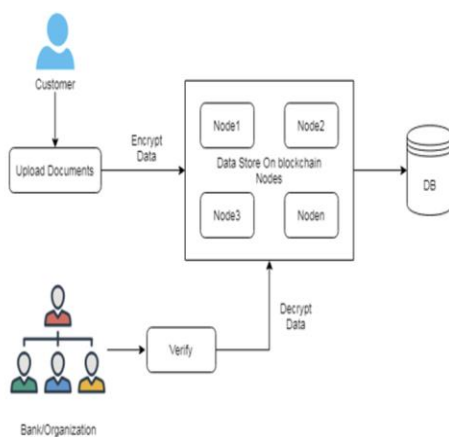 Customer
Upload Documents
Encrypt
Data
Node1
Node2
Data Store On blockchain
Nodes
Node3
Noden
DB
Decrypt
Data
Verify
Bank/Organization